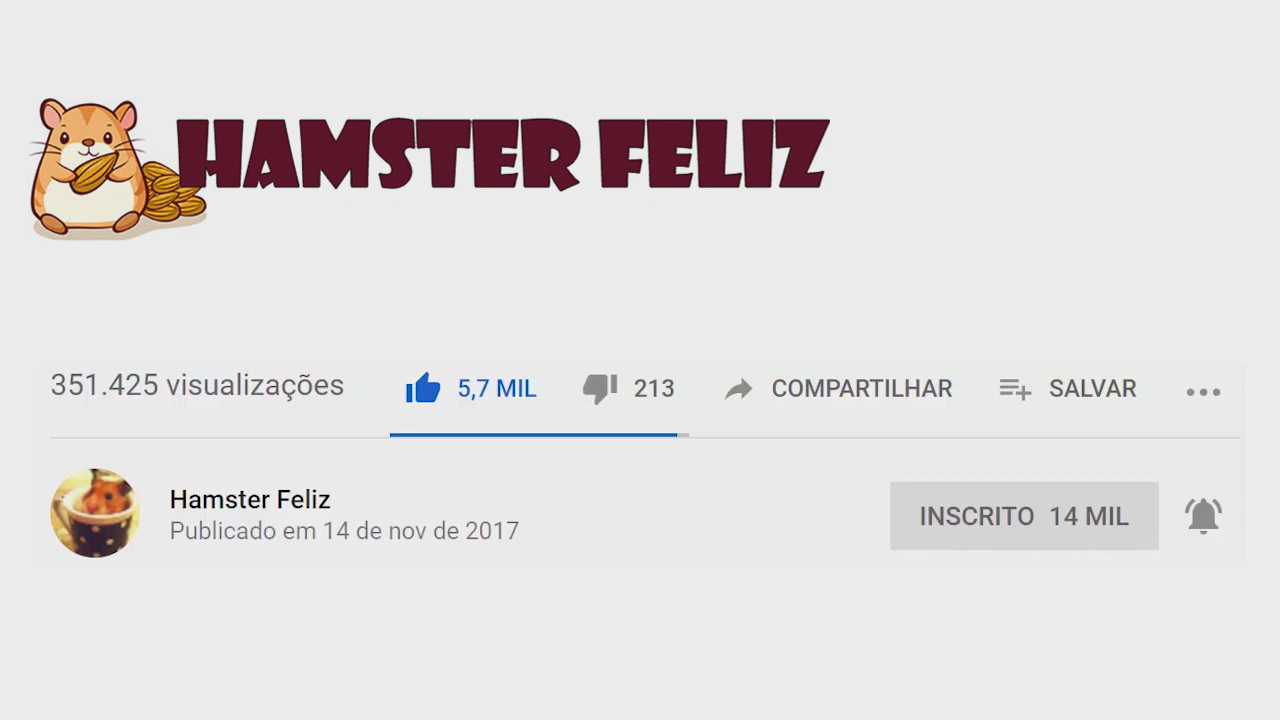 HAMSTER FELIZ
351.425 visualizações 5,7 MIL 213 COMPARTILHAR SALVAR
Hamster Feliz
Publicado em 14 de nov de 2017
INSCRITO 14 MIL